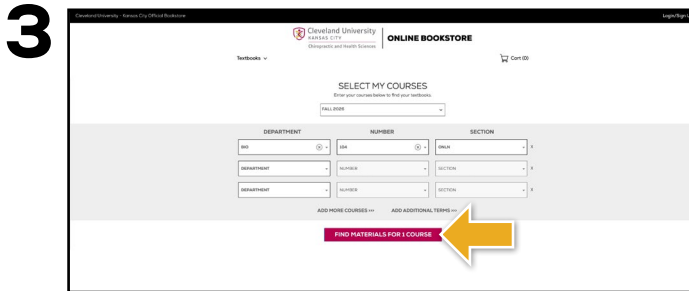 3
Cleveland University - Kansas City Official Bookstore
Login/Sign U
Cleveland University
KANSAS CITY
Chiropractic and Health Sciences
ONLINE BOOKSTORE
Textbooks
Cart (0)
SELECT MY COURSES
Enter your courses below to find your textbooks.
DEPARTMENT NUMBER SECTION
BIO 104 ONLN X
DEPARTMENT NUMBER SECTION X
DEPARTMENT NUMBER SECTION X
ADD MORE COURSES >>> ADD ADDITIONAL TERMS >>>
FIND MATERIALS FOR 1 COURSE